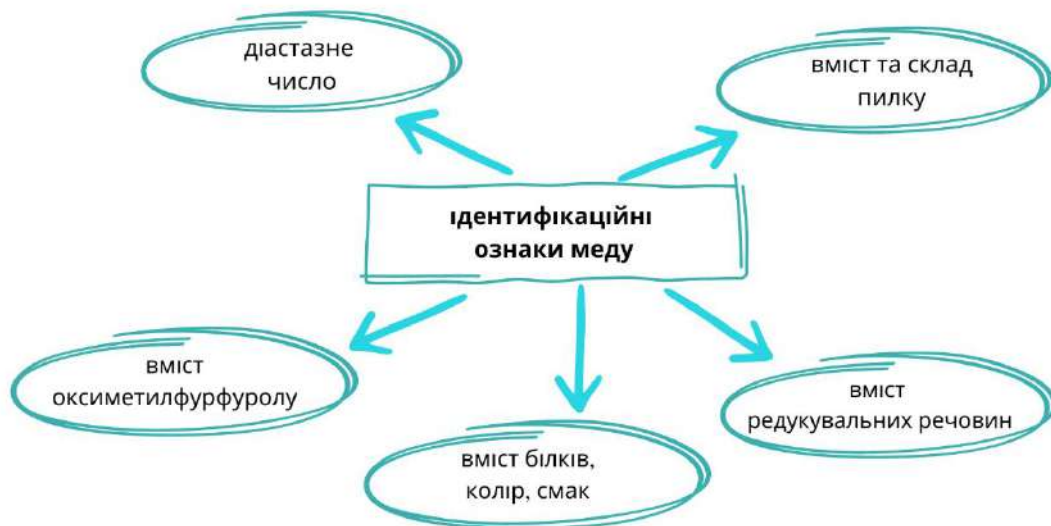 діастазне
число
вміст та склад
пилку
ідентифікаційні
ознаки меду
вміст
оксиметилфурфуролу
вміст білків,
колір, смак
вміст
редукувальних речовин